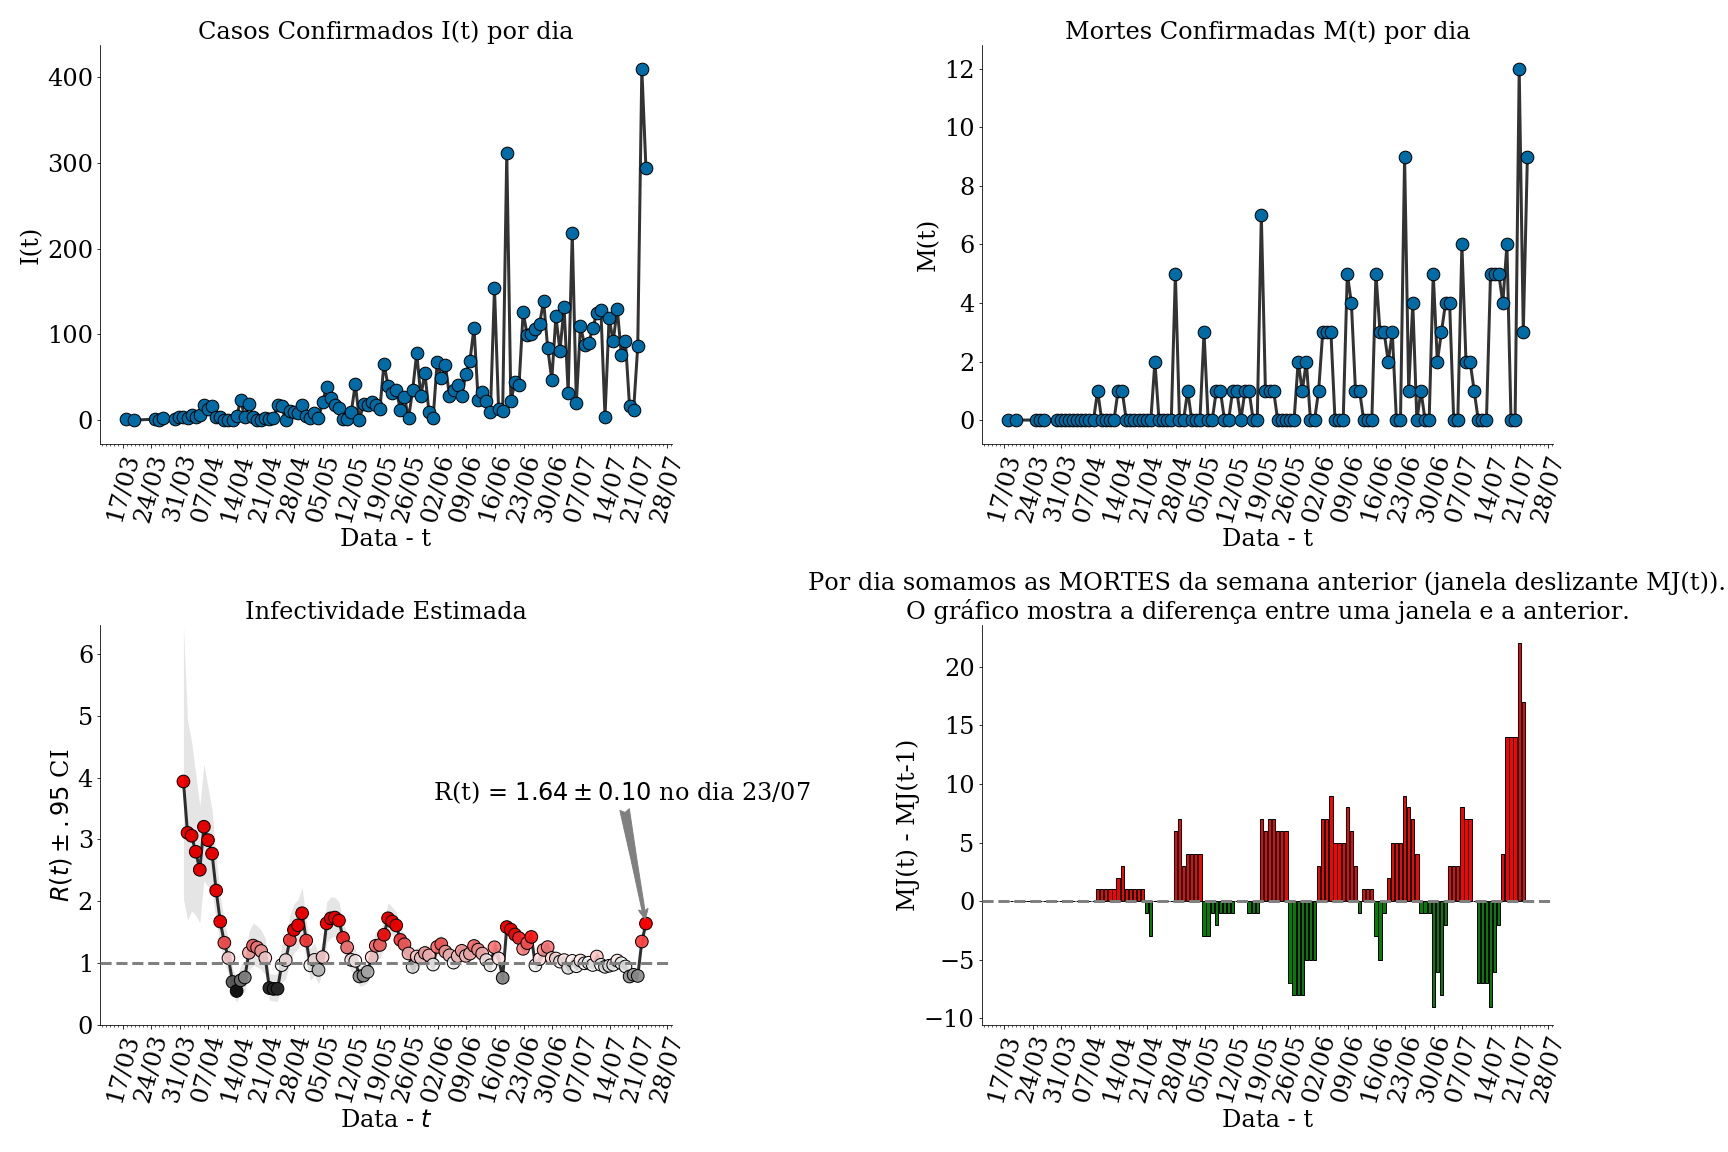 Casos Confirmados I(t) por dia
I(t)
400
300
200
100
0
17/03 24/03 31/03 07/04 14/04 21/04 28/04 05/05 12/05 19/05 26/05 02/06 09/06 16/06 23/06 30/06 07/07 14/07 21/07 28/07
Data - t
Mortes Confirmadas M(t) por dia
M(t)
12
10
8
6
4
2
0
17/03 24/03 31/03 07/04 14/04 21/04 28/04 05/05 12/05 19/05 26/05 02/06 09/06 16/06 23/06 30/06 07/07 14/07 21/07 28/07
Data - t
Infectividade Estimada
R(t) ± .95 CI
6
5
4
3
2
1
0
R(t) = 1.64 ± 0.10 no dia 23/07
17/03 24/03 31/03 07/04 14/04 21/04 28/04 05/05 12/05 19/05 26/05 02/06 09/06 16/06 23/06 30/06 07/07 14/07 21/07 28/07
Data - t
Por dia somamos as MORTES da semana anterior (janela deslizante MJ(t)).
O gráfico mostra a diferença entre uma janela e a anterior.
MJ(t) - MJ(t-1)
20
15
10
5
0
−5
−10
17/03 24/03 31/03 07/04 14/04 21/04 28/04 05/05 12/05 19/05 26/05 02/06 09/06 16/06 23/06 30/06 07/07 14/07 21/07 28/07
Data - t